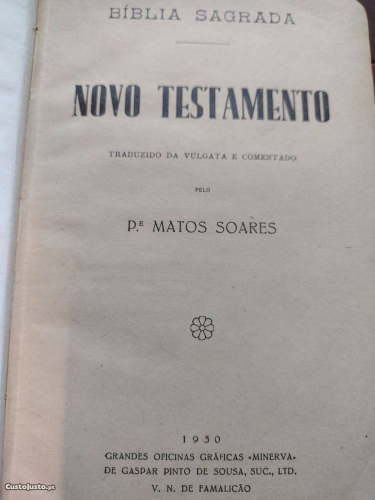 BÍBLIA SAGRADA
NOVO TESTAMENTO
TRADUZIDO DA VULGATA E COMENTADO
PELO
P.E MATOS SOARES
1950
GRANDES OFICINAS GRÁFICAS «MINERVA»
DE GASPAR PINTO DE SOUSA, SUC., LTD.
V. N. DE FAMALICÃO
CustoJusto.pt